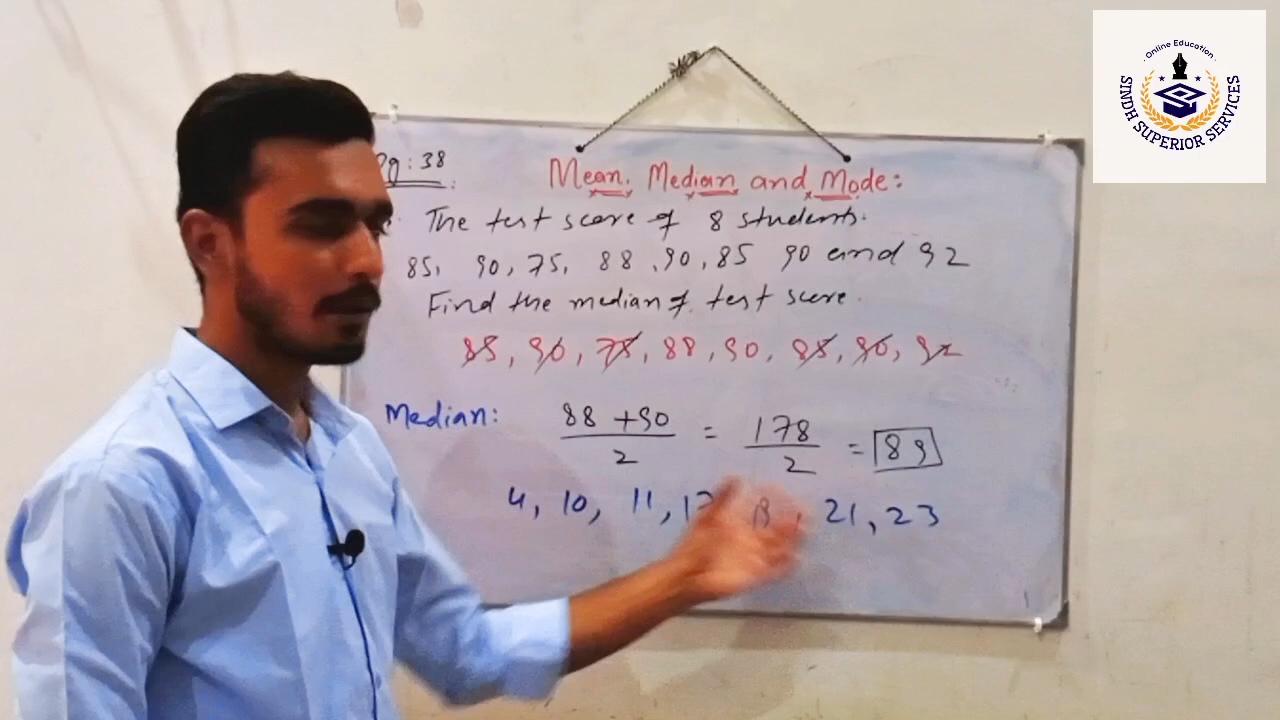 Pg: 38
Mean, Median and Mode:
The test score of 8 students.
85, 90, 75, 88, 90, 85 90 and 92
Find the median of test score.
85, 90, 75, 88, 90, 85, 90, 92
Median: 88 + 90 / 2 = 178 / 2 = 89
4, 10, 11, 21, 23
Online Education
SINDH SUPERIOR SERVICES